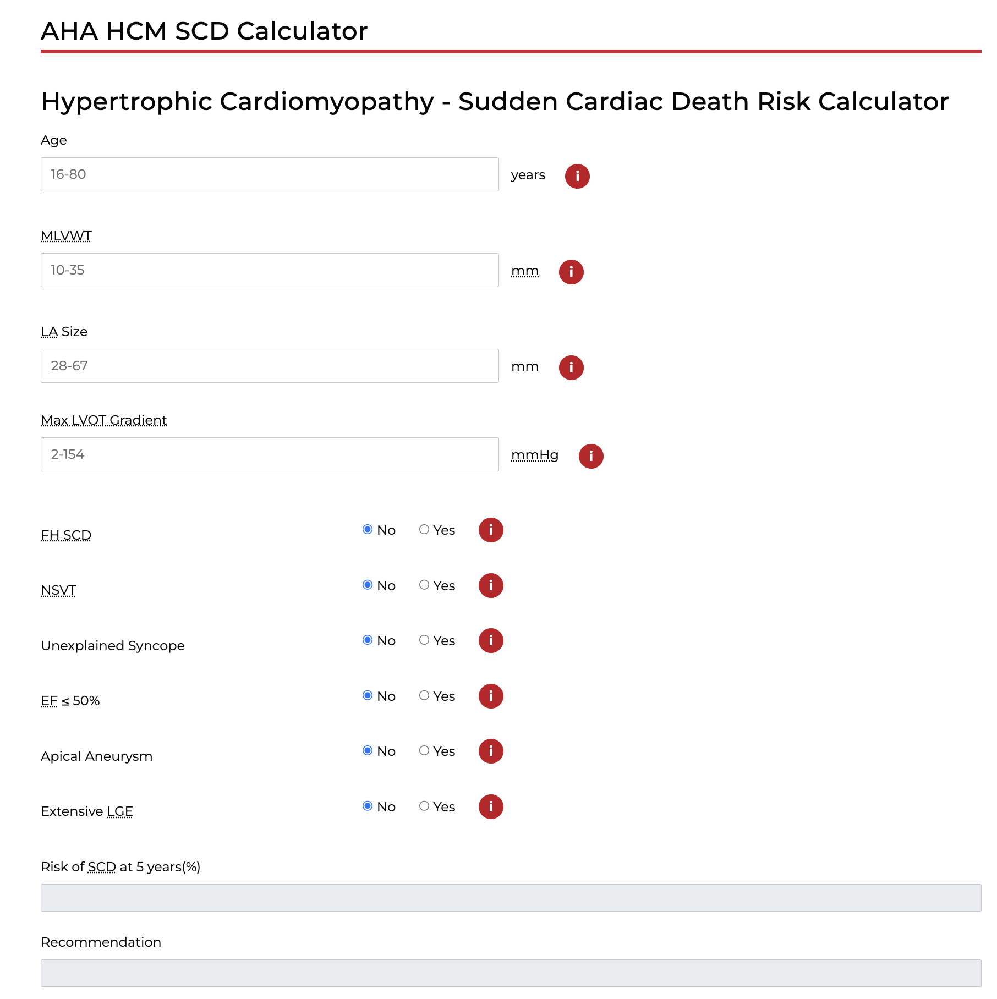 AHA HCM SCD Calculator
Hypertrophic Cardiomyopathy - Sudden Cardiac Death Risk Calculator
Age
16-80 years i
MLVWT
10-35 mm i
LA Size
28-67 mm i
Max LVOT Gradient
2-154 mmHg i
FH SCD No Yes i
NSVT No Yes i
Unexplained Syncope No Yes i
EF ≤ 50% No Yes i
Apical Aneurysm No Yes i
Extensive LGE No Yes i
Risk of SCD at 5 years(%)
Recommendation